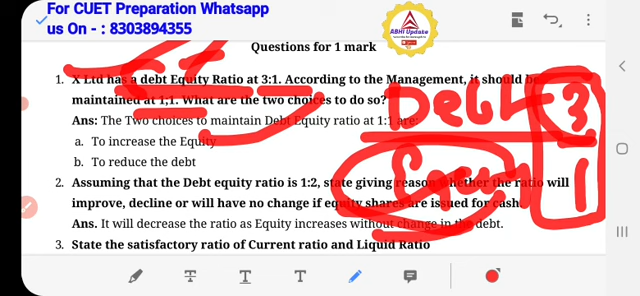 For CUET Preparation Whatsapp
us On - : 8303894355
ABHI Update
Questions for 1 mark
1. X Ltd has a debt Equity Ratio at 3:1. According to the Management, it should be
maintained at 1;1. What are the two choices to do so?
Ans: The Two choices to maintain Debt Equity ratio at 1:1 are:
a. To increase the Equity
b. To reduce the debt
2. Assuming that the Debt equity ratio is 1:2, state giving reason whether the ratio will
improve, decline or will have no change if equity shares are issued for cash.
Ans. It will decrease the ratio as Equity increases without change in the debt.
3. State the satisfactory ratio of Current ratio and Liquid Ratio
Debt 3
1
T T T